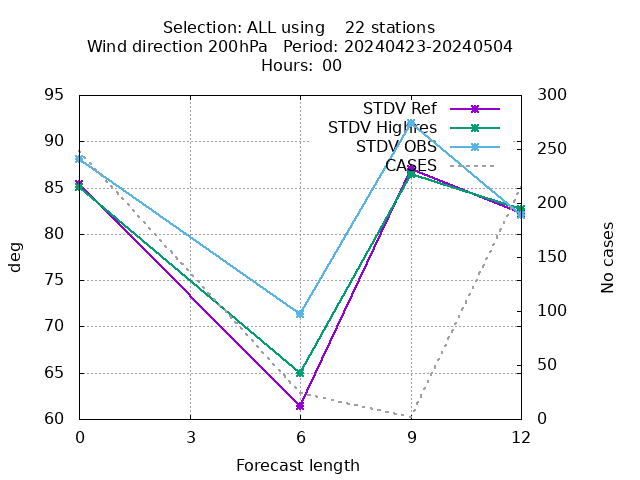 Selection: ALL using    22 stations
Wind direction 200hPa   Period: 20240423-20240504
Hours: 00
95
90
85
80
75
70
65
60
300
250
200
150
100
50
0
STDV Ref
STDV Highres
STDV OBS
CASES
deg
No cases
0 3 6 9 12
Forecast length